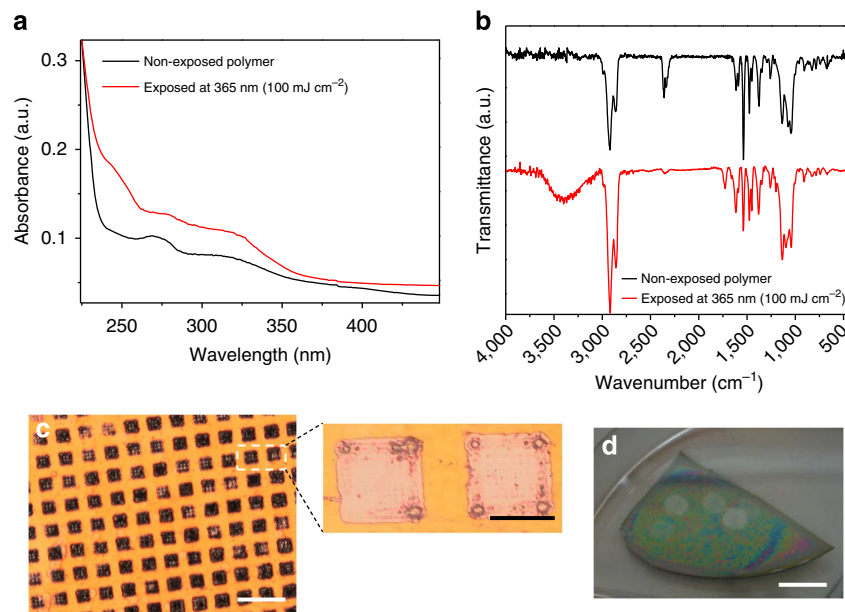 a
0.3
0.2
0.1
Absorbance (a.u.)
Non-exposed polymer
Exposed at 365 nm (100 mJ cm⁻²)
250
300
350
400
Wavelength (nm)
b
Transmittance (a.u.)
Non-exposed polymer
Exposed at 365 nm (100 mJ cm⁻²)
4,000
3,500
3,000
2,500
2,000
1,500
1,000
500
Wavenumber (cm⁻¹)
c
d